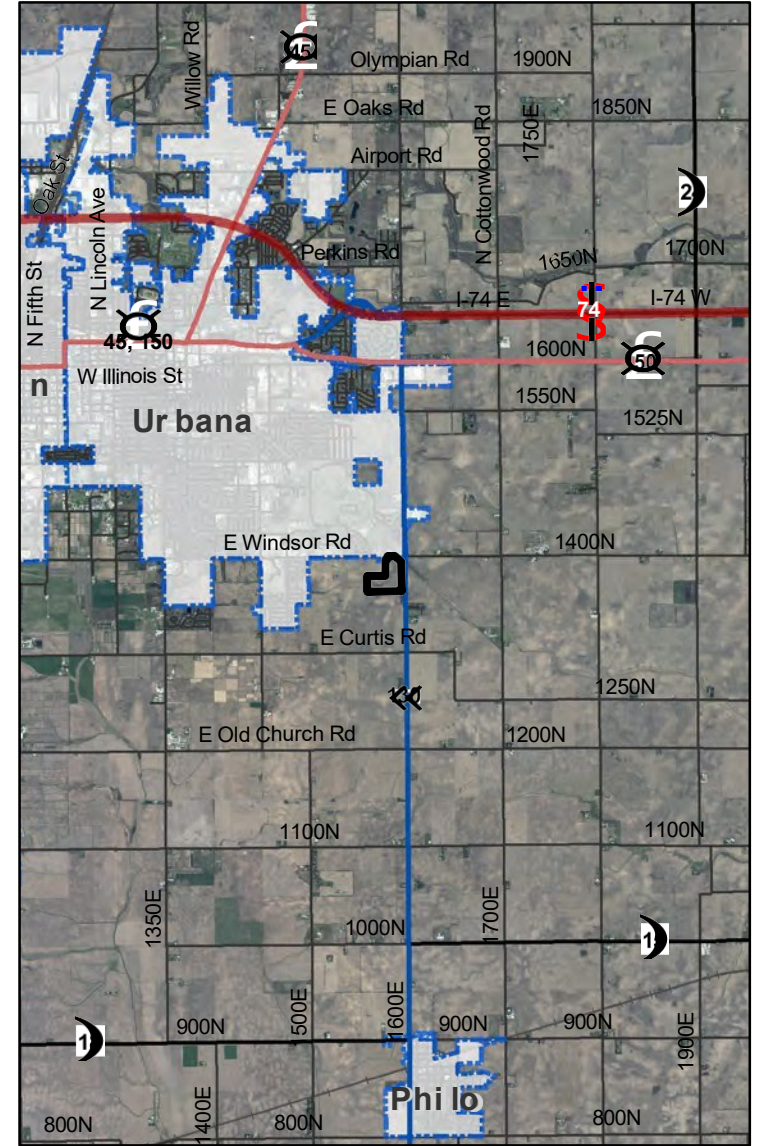 Willow Rd
45
Olympian Rd
1900N
E Oaks Rd
1750E
1850N
Airport Rd
N Cottonwood Rd
2
Oak St
N Lincoln Ave
Perkins Rd
1650N
1700N
N Fifth St
I-74 E
74
I-74 W
45, 150
1600N
50
n
W Illinois St
1550N
Ur bana
1525N
E Windsor Rd
1400N
E Curtis Rd
130
1250N
E Old Church Rd
1200N
1100N
1100N
1350E
1700E
1000N
1
500E
1600E
900N
900N
900N
1900E
1
Phi lo
1400E
800N
800N
800N